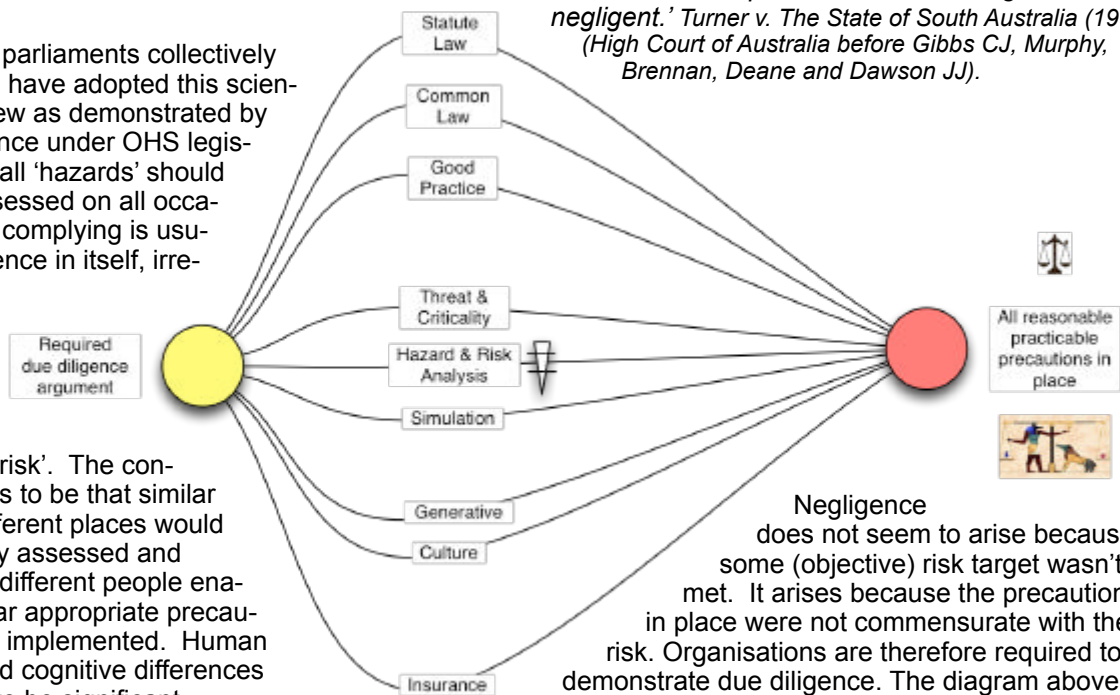 negligent.' Turner v. The State of South Australia (19
(High Court of Australia before Gibbs CJ, Murphy,
Brennan, Deane and Dawson JJ).
parliaments collectively
have adopted this scien-
ew as demonstrated by
nce under OHS legis-
all 'hazards' should
sessed on all occa-
complying is usu-
ence in itself, irre-
risk'. The con-
s to be that similar
fferent places would
y assessed and
different people ena-
ar appropriate precau-
implemented. Human
d cognitive differences
Required
due diligence
argument
Statute
Law
Common
Law
Good
Practice
Threat &
Criticality
Hazard & Risk
Analysis
Simulation
Generative
Culture
Insurance
All reasonable
practicable
precautions in
place
Negligence
does not seem to arise becaus
some (objective) risk target wasn't
met. It arises because the precaution
in place were not commensurate with the
risk. Organisations are therefore required to
demonstrate due diligence. The diagram above